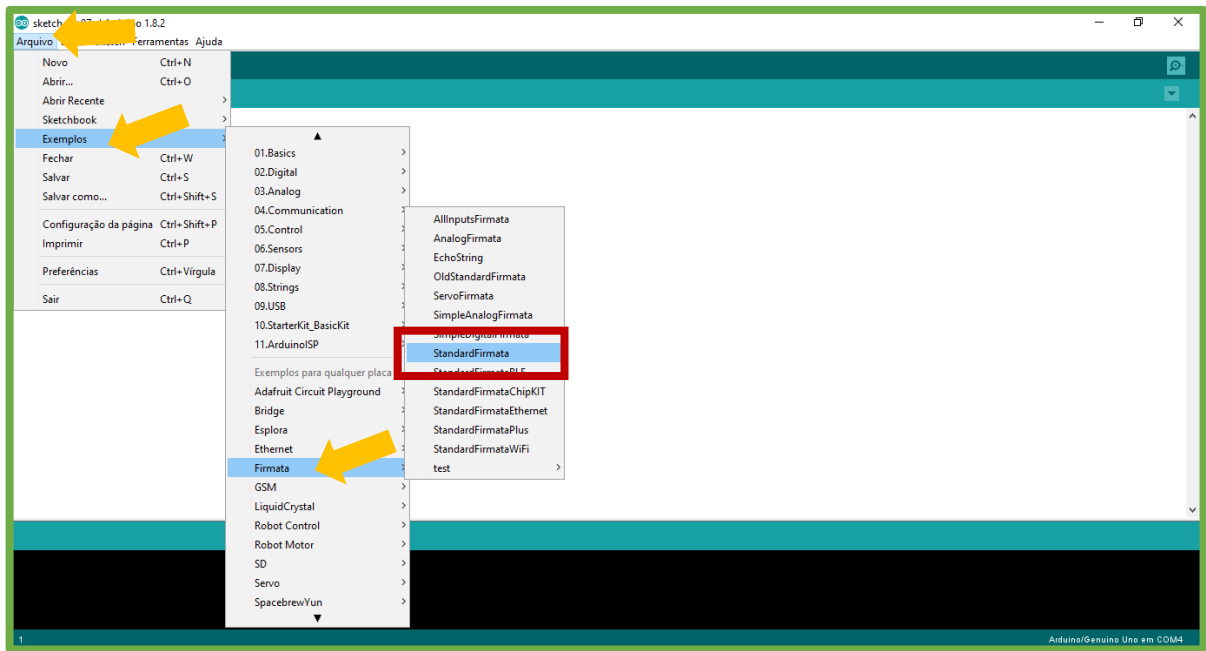 sketch 1.8.2
Arquivo Ferramentas Ajuda
Novo Ctrl+N
Abrir... Ctrl+O
Abrir Recente
Sketchbook
Exemplos
Fechar Ctrl+W
Salvar Ctrl+S
Salvar como... Ctrl+Shift+S
Configuração da página Ctrl+Shift+P
Imprimir Ctrl+P
Preferências Ctrl+Vírgula
Sair Ctrl+Q
01.Basics
02.Digital
03.Analog
04.Communication
05.Control
06.Sensors
07.Display
08.Strings
09.USB
10.StarterKit_BasicKit
11.ArduinoISP
Exemplos para qualquer placa
Adafruit Circuit Playground
Bridge
Esplora
Ethernet
Firmata
GSM
LiquidCrystal
Robot Control
Robot Motor
SD
Servo
SpacebrewYun
AllInputsFirmata
AnalogFirmata
EchoString
OldStandardFirmata
ServoFirmata
SimpleAnalogFirmata
SimpleDigitalFirmata
StandardFirmata
StandardFirmataBLE
StandardFirmataChipKIT
StandardFirmataEthernet
StandardFirmataPlus
StandardFirmataWiFi
test
1 Arduino/Genuino Uno em COM4